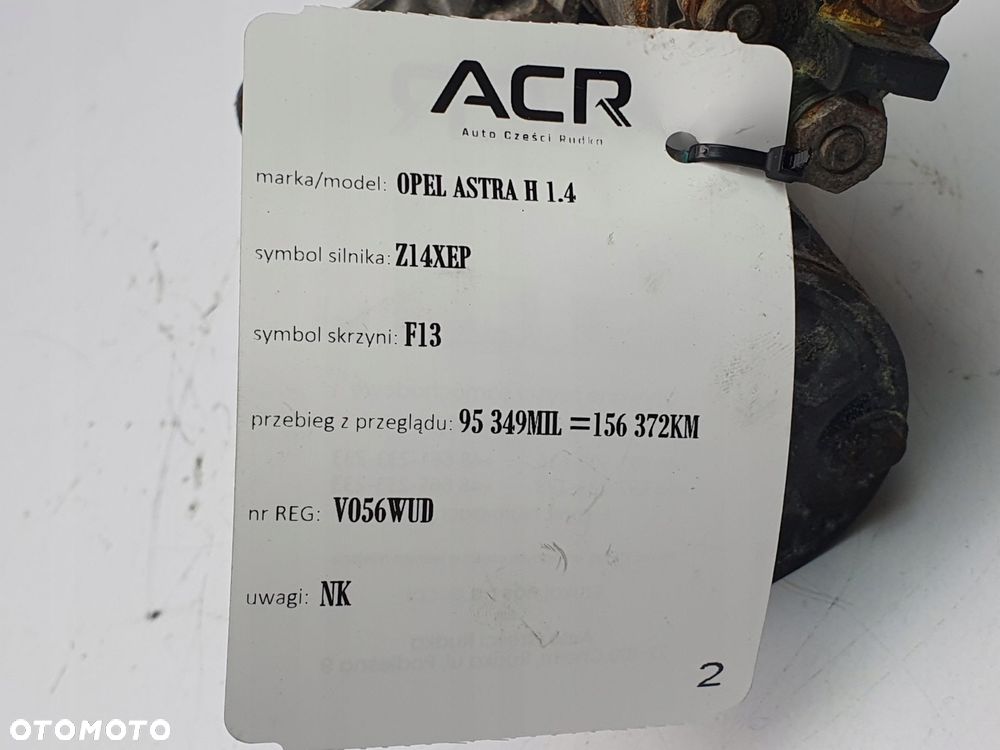 ACR
Auto Części Rudka
marka/model: OPEL ASTRA H 1.4
symbol silnika: Z14XEP
symbol skrzyni: F13
przebieg z przeglądu: 95 349MIL =156 372KM
nr REG: V056WUD
uwagi: NK
2
OTOMOTO